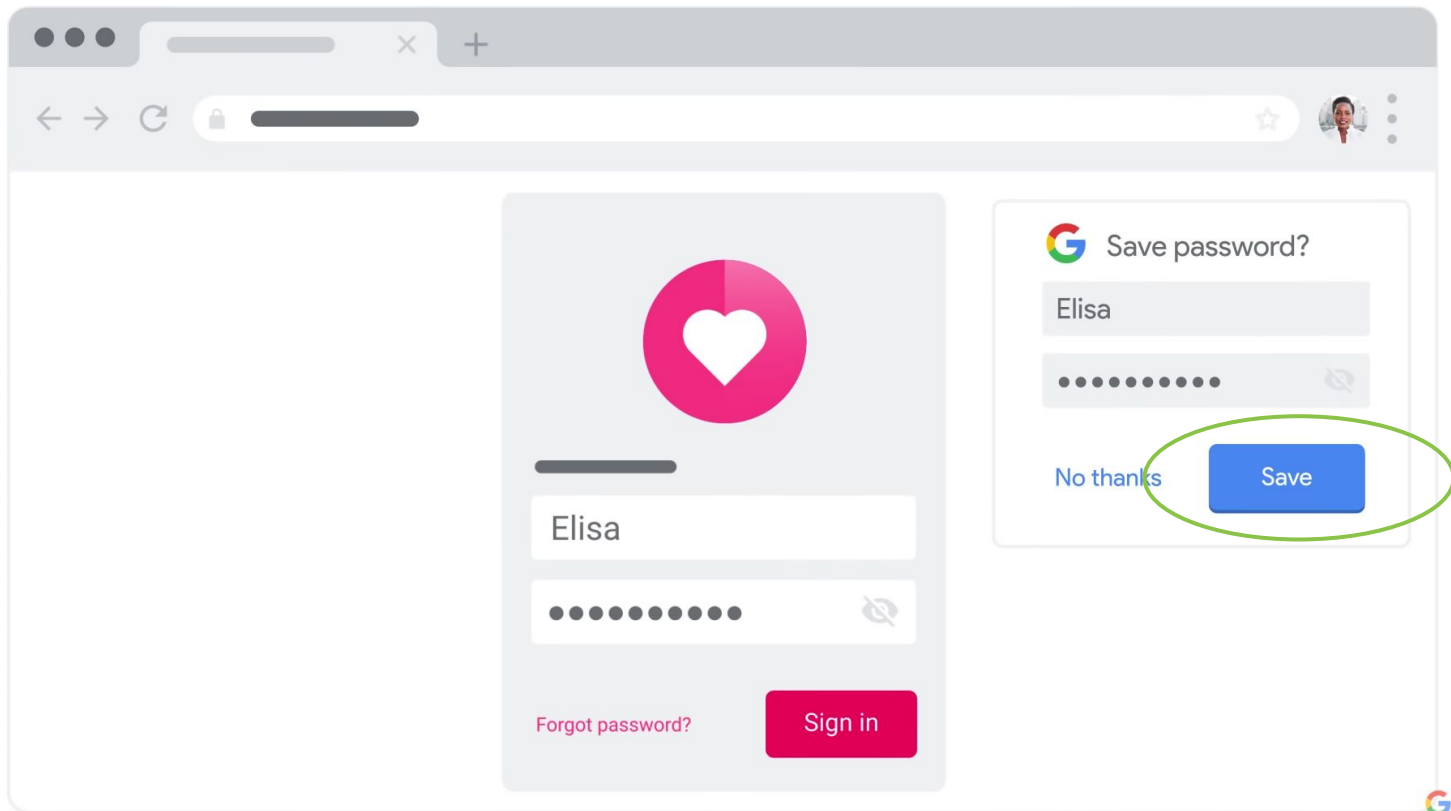 Elisa
Forgot password?
Sign in
Save password?
Elisa
No thanks
Save